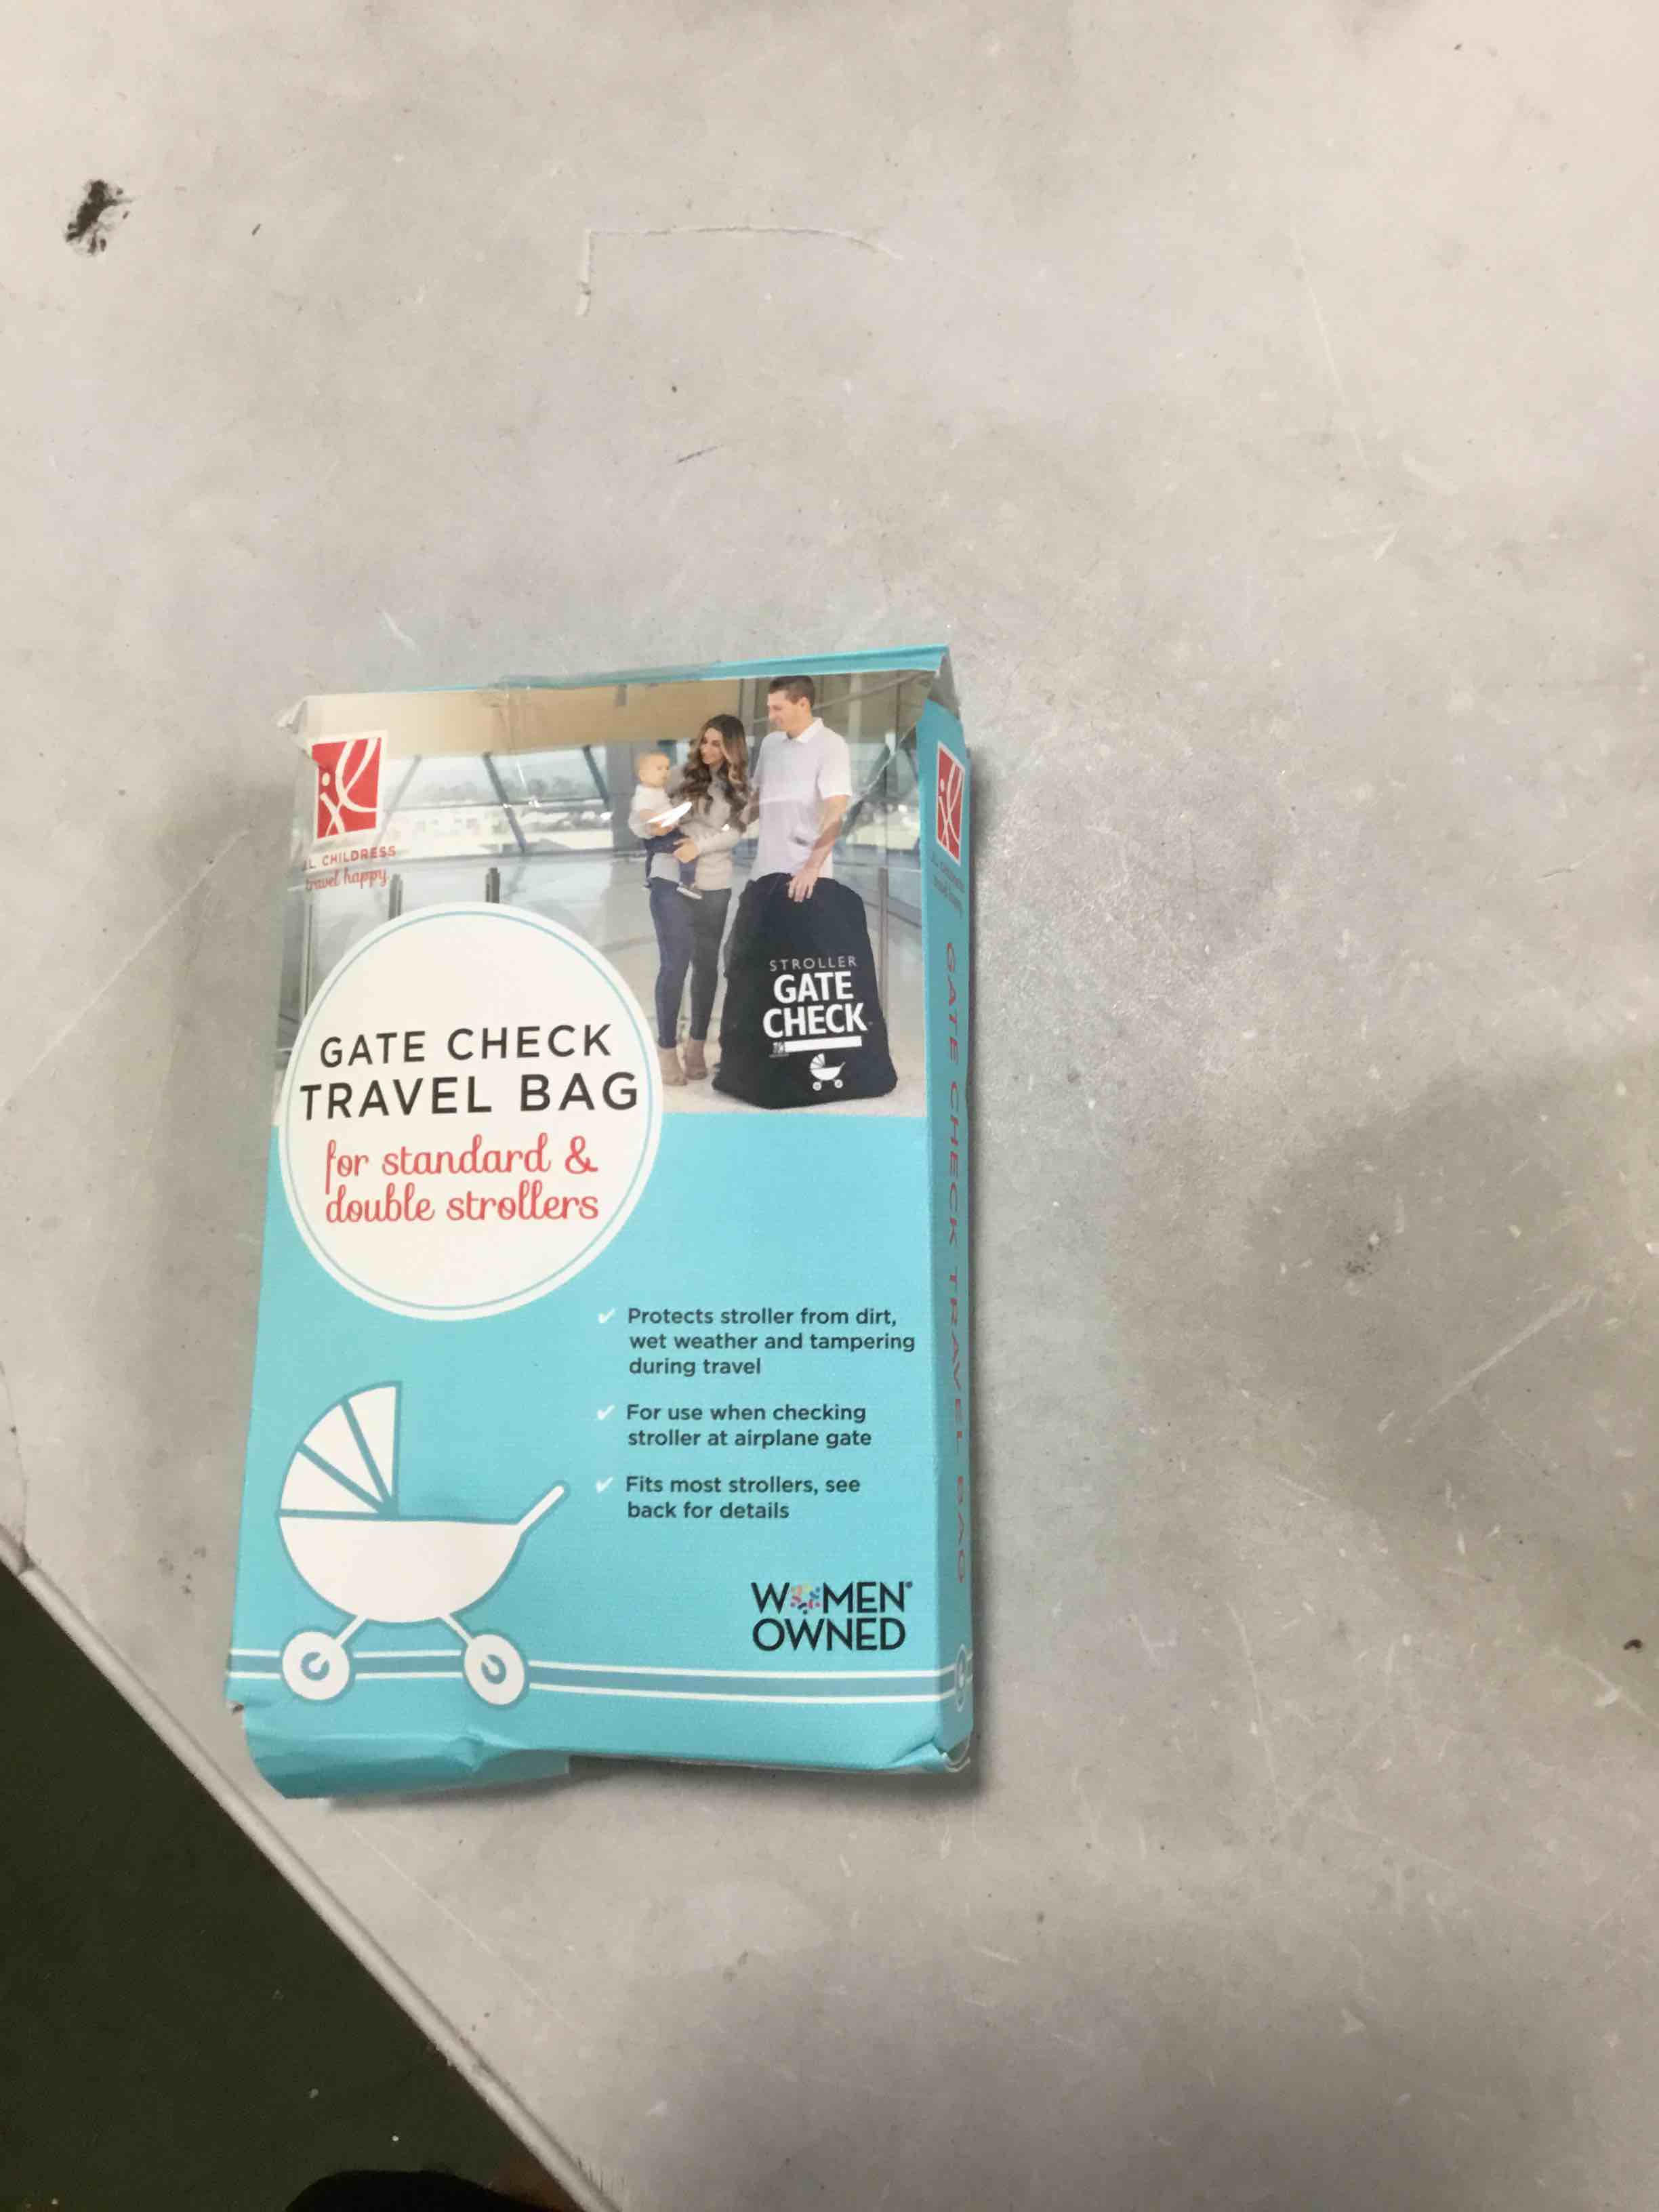 L CHILDRESS
travel happy.
STROLLER
GATE
CHECK
GATE CHECK
TRAVEL BAG
for standard &
double strollers
Protects stroller from dirt,
wet weather and tampering
during travel
For use when checking
stroller at airplane gate
Fits most strollers, see
back for details
WOMEN
OWNED
GATE CHECK TRAVEL BAG